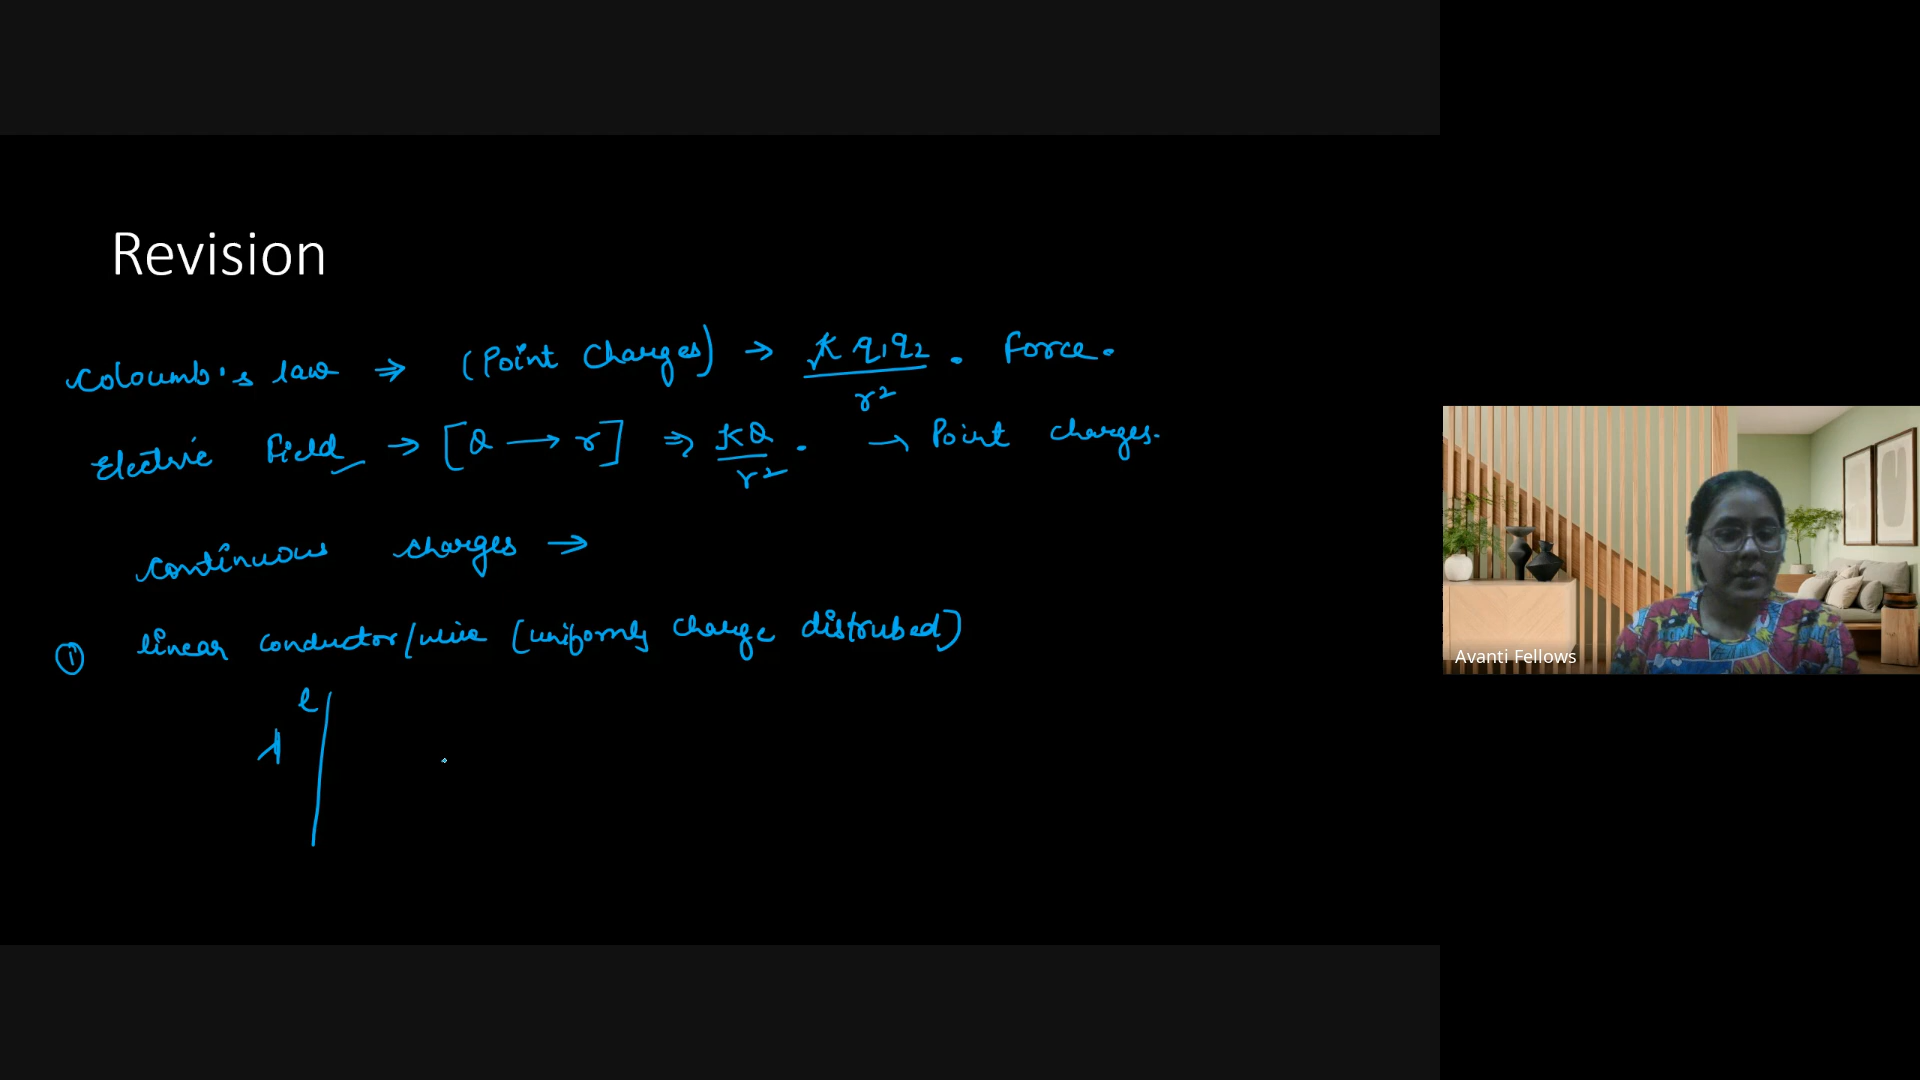 Revision
Coloumb's law ⇒ (Point Charges) → K q₁q₂ / r² . Force.
Electric Field → [Q ⟶ r] ⇒ KQ / r² . → Point charges.
Continuous charges →
① linear conductor/wire (uniformly charge distrubed)
l
λ
Avanti Fellows